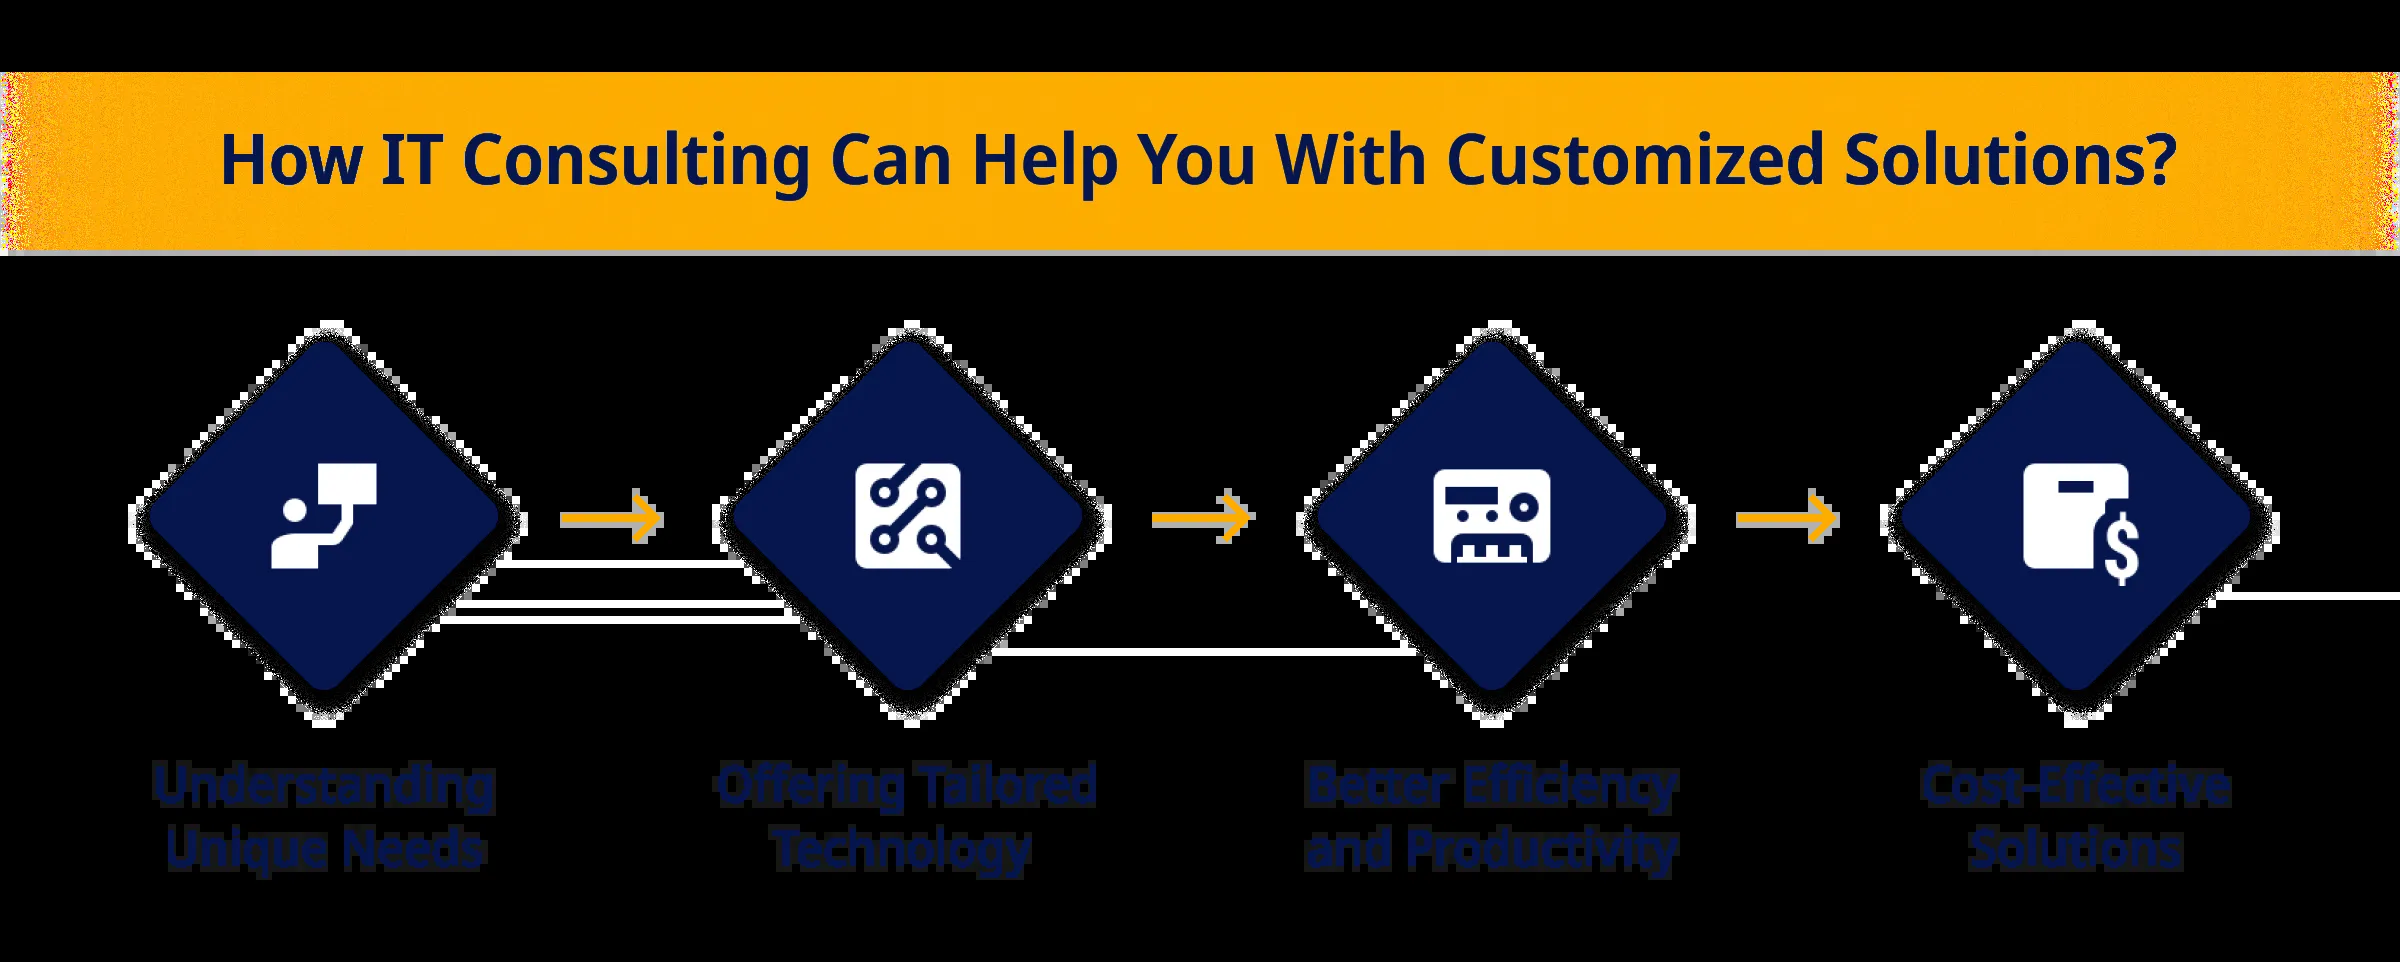 How IT Consulting Can Help You With Customized Solutions?
Understanding
Unique Needs
Offering Tailored
Technology
Better Efficiency
and Productivity
Cost-Effective
Solutions